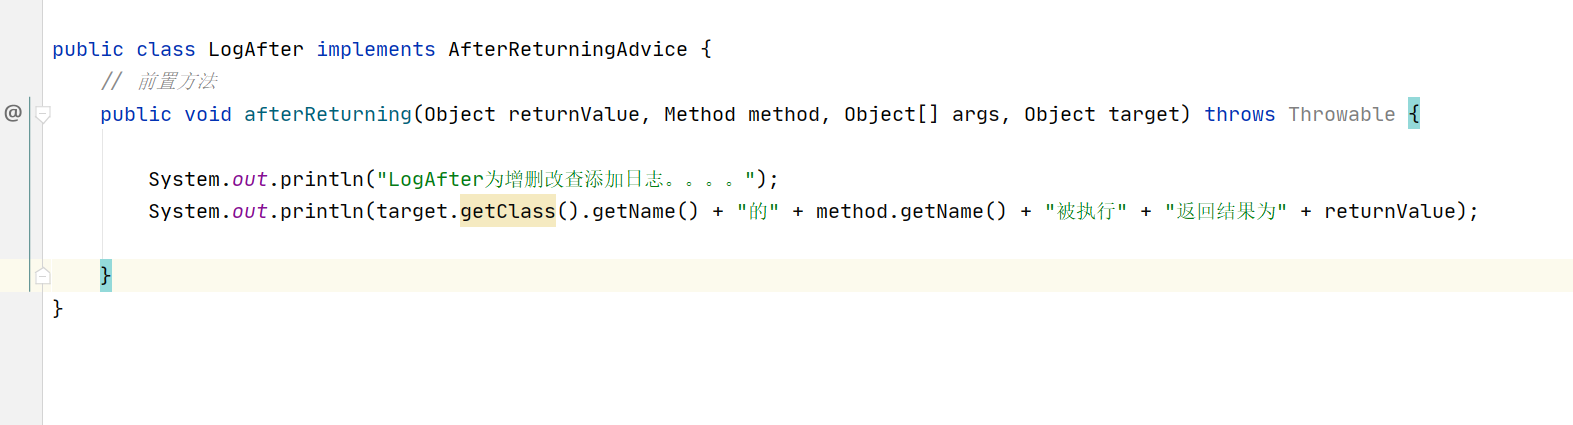 public class LogAfter implements AfterReturningAdvice {
// 前置方法
@ public void afterReturning(Object returnValue, Method method, Object[] args, Object target) throws Throwable {
System.out.println("LogAfter为增删改查添加日志。。。。");
System.out.println(target.getClass().getName() + "的" + method.getName() + "被执行" + "返回结果为" + returnValue);
}
}